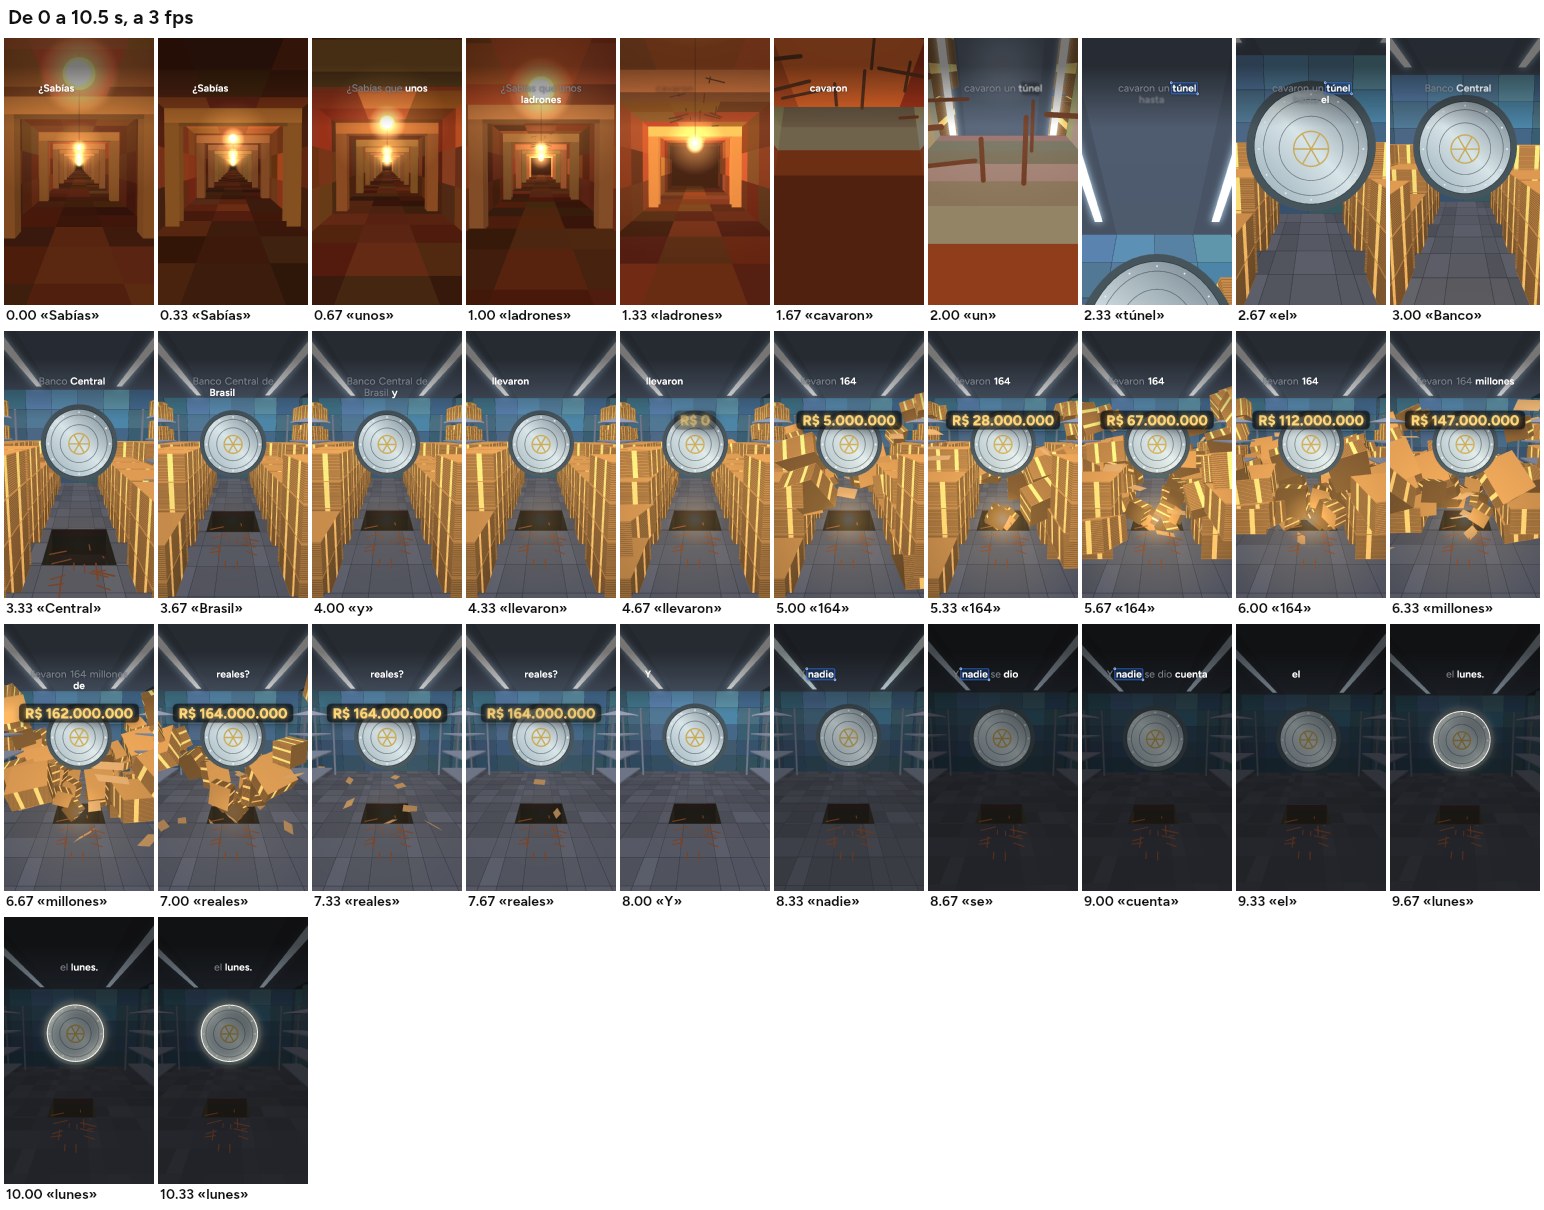 De 0 a 10.5 s, a 3 fps
¿Sabías
0.00 «Sabías»
¿Sabías
0.33 «Sabías»
¿Sabías que unos
0.67 «unos»
¿Sabías que unos
ladrones
1.00 «ladrones»
cavaron
1.33 «ladrones»
cavaron
1.67 «cavaron»
cavaron un túnel
2.00 «un»
cavaron un túnel
hasta
2.33 «túnel»
cavaron un túnel
el
2.67 «el»
Banco Central
3.00 «Banco»
Banco Central
3.33 «Central»
Banco Central de
Brasil
3.67 «Brasil»
Banco Central de
Brasil y
4.00 «y»
llevaron
4.33 «llevaron»
llevaron
R$ 0
4.67 «llevaron»
llevaron 164
R$ 5.000.000
5.00 «164»
llevaron 164
R$ 28.000.000
5.33 «164»
llevaron 164
R$ 67.000.000
5.67 «164»
llevaron 164
R$ 112.000.000
6.00 «164»
llevaron 164 millones
R$ 147.000.000
6.33 «millones»
llevaron 164 millones
de
R$ 162.000.000
6.67 «millones»
reales?
R$ 164.000.000
7.00 «reales»
reales?
R$ 164.000.000
7.33 «reales»
reales?
R$ 164.000.000
7.67 «reales»
Y
8.00 «Y»
nadie
8.33 «nadie»
nadie se dio
8.67 «se»
Y nadie se dio cuenta
9.00 «cuenta»
el
9.33 «el»
el lunes.
9.67 «lunes»
el lunes.
10.00 «lunes»
el lunes.
10.33 «lunes»